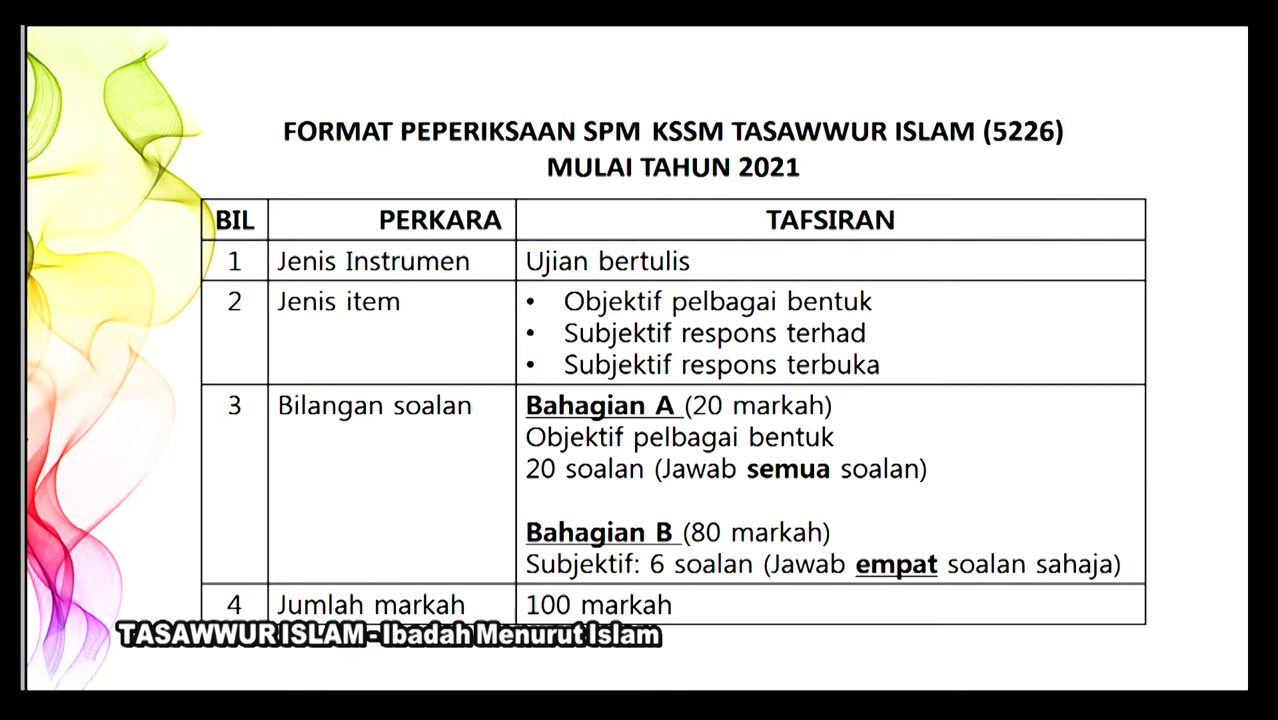 FORMAT PEPERIKSAAN SPM KSSM TASAWWUR ISLAM (5226)
MULAI TAHUN 2021
BIL PERKARA TAFSIRAN
1 Jenis Instrumen Ujian bertulis
2 Jenis item • Objektif pelbagai bentuk
• Subjektif respons terhad
• Subjektif respons terbuka
3 Bilangan soalan Bahagian A (20 markah)
Objektif pelbagai bentuk
20 soalan (Jawab semua soalan)
Bahagian B (80 markah)
Subjektif: 6 soalan (Jawab empat soalan sahaja)
4 Jumlah markah 100 markah
TASAWWUR ISLAM - Ibadah Menurut Islam